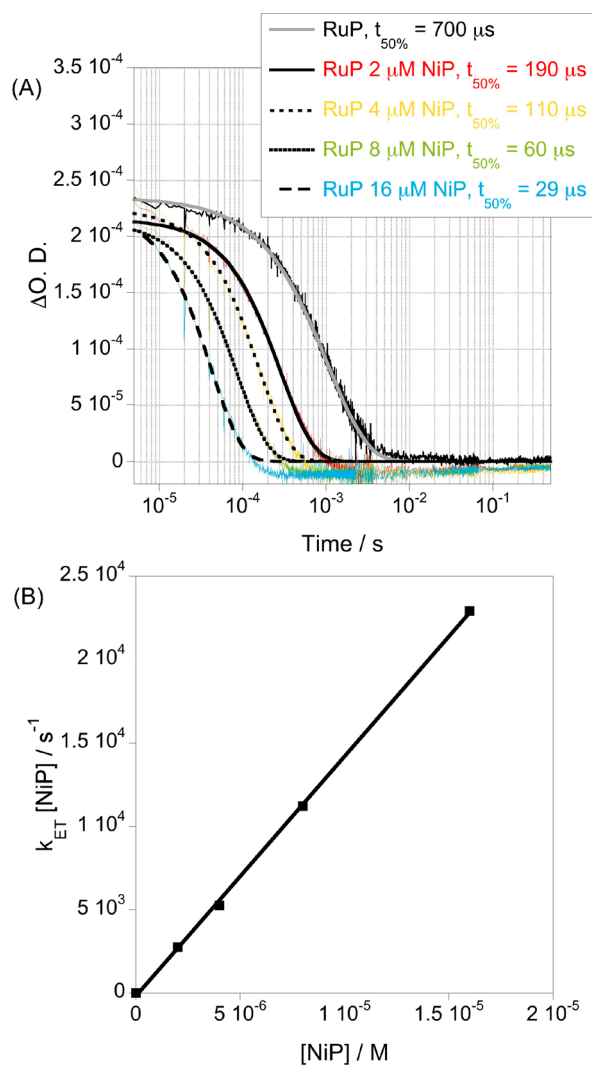 RuP, t50% = 700 μs
RuP 2 μM NiP, t50% = 190 μs
RuP 4 μM NiP, t50% = 110 μs
RuP 8 μM NiP, t50% = 60 μs
RuP 16 μM NiP, t50% = 29 μs
(A)
3.5 10-4
3 10-4
2.5 10-4
2 10-4
1.5 10-4
1 10-4
5 10-5
0
ΔO. D.
10-5 10-4 10-3 10-2 10-1
Time / s
(B)
2.5 104
2 104
1.5 104
1 104
5 103
0
kET [NiP] / s-1
0 5 10-6 1 10-5 1.5 10-5 2 10-5
[NiP] / M